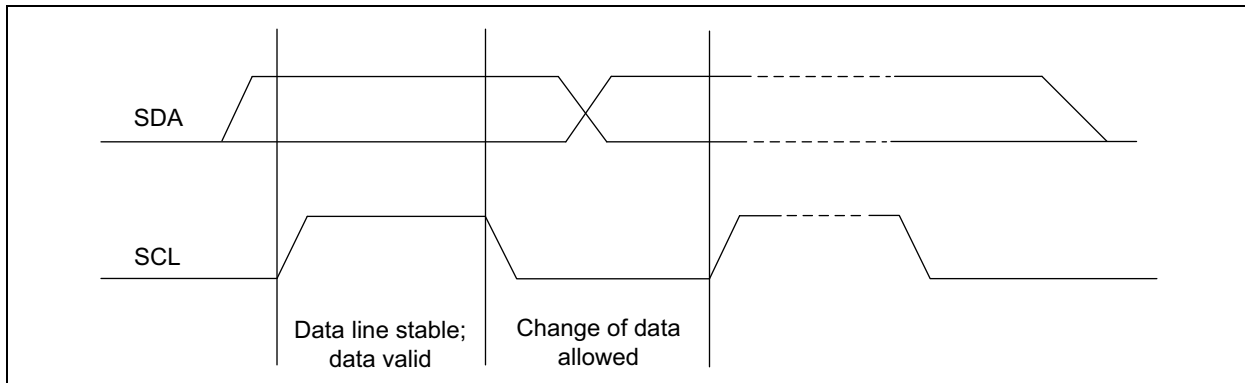 SDA
SCL
Data line stable;
data valid
Change of data
allowed